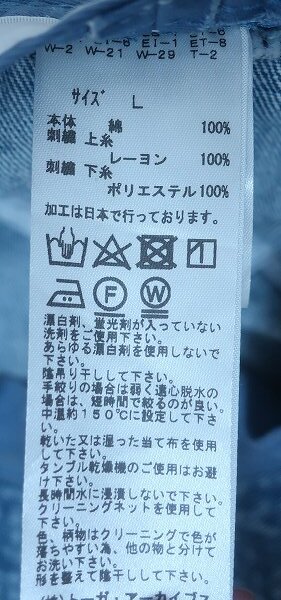 W-2 W-21 W-29 T-2
サイズ L
本体 綿 100%
刺繍 上糸
レーヨン 100%
刺繍 下糸
ポリエステル100%
加工は日本で行っております。
F W
漂白剤、蛍光剤が入っていない
洗剤をご使用下さい。
あらゆる漂白剤を使用しないで
下さい。
陰吊り干しして下さい。
手絞りの場合は弱く遠心脱水の
場合は、短時間で絞るのが良い。
中温約150℃に設定して下さ
い。
乾いた又は湿った当て布を使用
して下さい。
タンブル乾燥機のご使用はお避
け下さい。
長時間水に浸漬しないで下さい。
クリーニングネットを使用して
下さい。
色、柄物はクリーニングで色が
落ちやすい為、他の物と分けて
お洗い下さい。
形を整えて陰干しして下さい。
(株)トーガ・アーカイブス